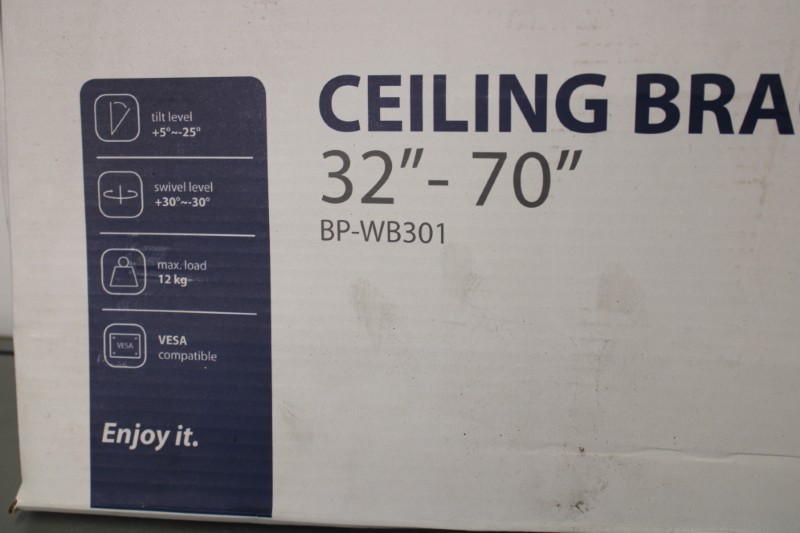 tilt level
+5°~-25°
swivel level
+30°~-30°
max. load
12 kg
VESA
VESA
compatible
Enjoy it.
CEILING BRA
32”- 70”
BP-WB301